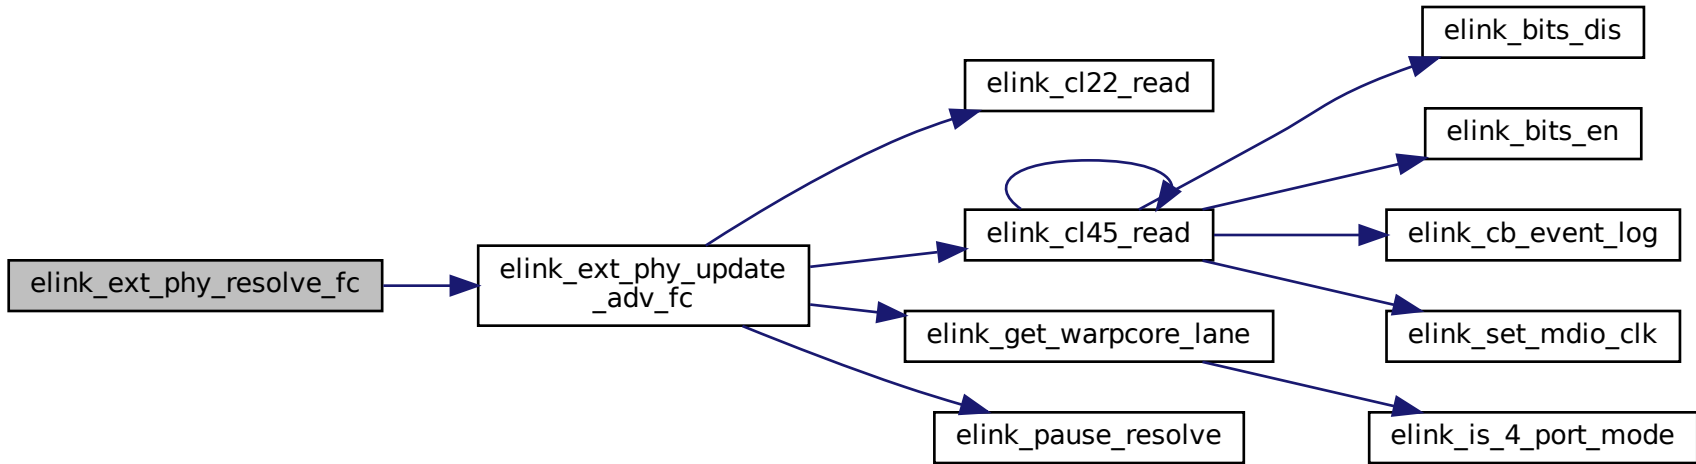 elink_ext_phy_resolve_fc
elink_ext_phy_update
_adv_fc
elink_cl22_read
elink_cl45_read
elink_get_warpcore_lane
elink_pause_resolve
elink_bits_dis
elink_bits_en
elink_cb_event_log
elink_set_mdio_clk
elink_is_4_port_mode